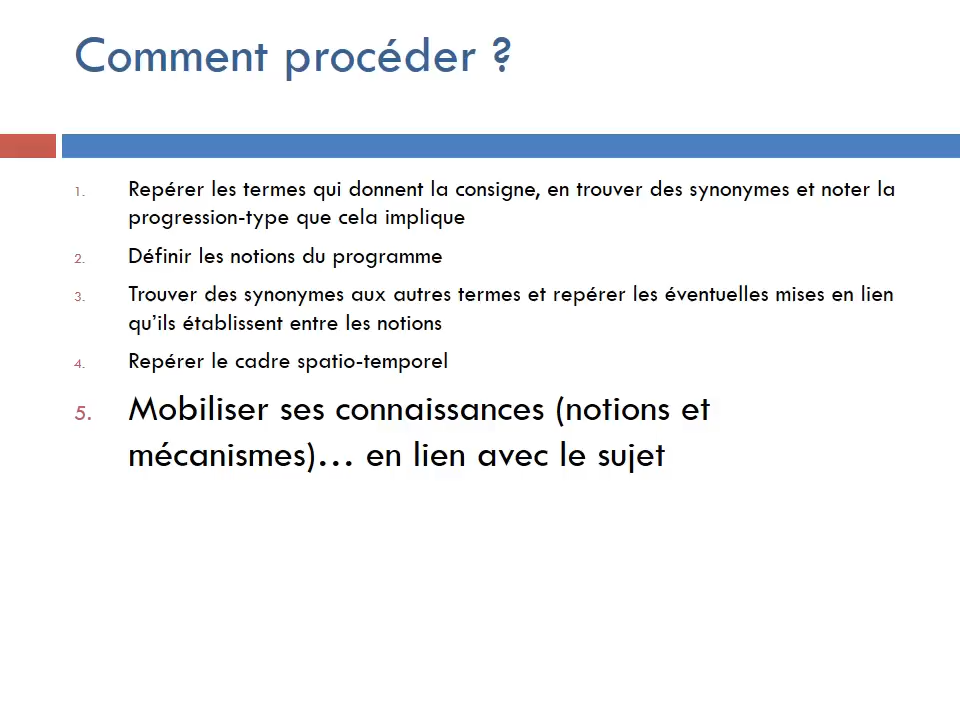 Comment procéder ?
1. Repérer les termes qui donnent la consigne, en trouver des synonymes et noter la
progression-type que cela implique
2. Définir les notions du programme
3. Trouver des synonymes aux autres termes et repérer les éventuelles mises en lien
qu’ils établissent entre les notions
4. Repérer le cadre spatio-temporel
5. Mobiliser ses connaissances (notions et
mécanismes)… en lien avec le sujet